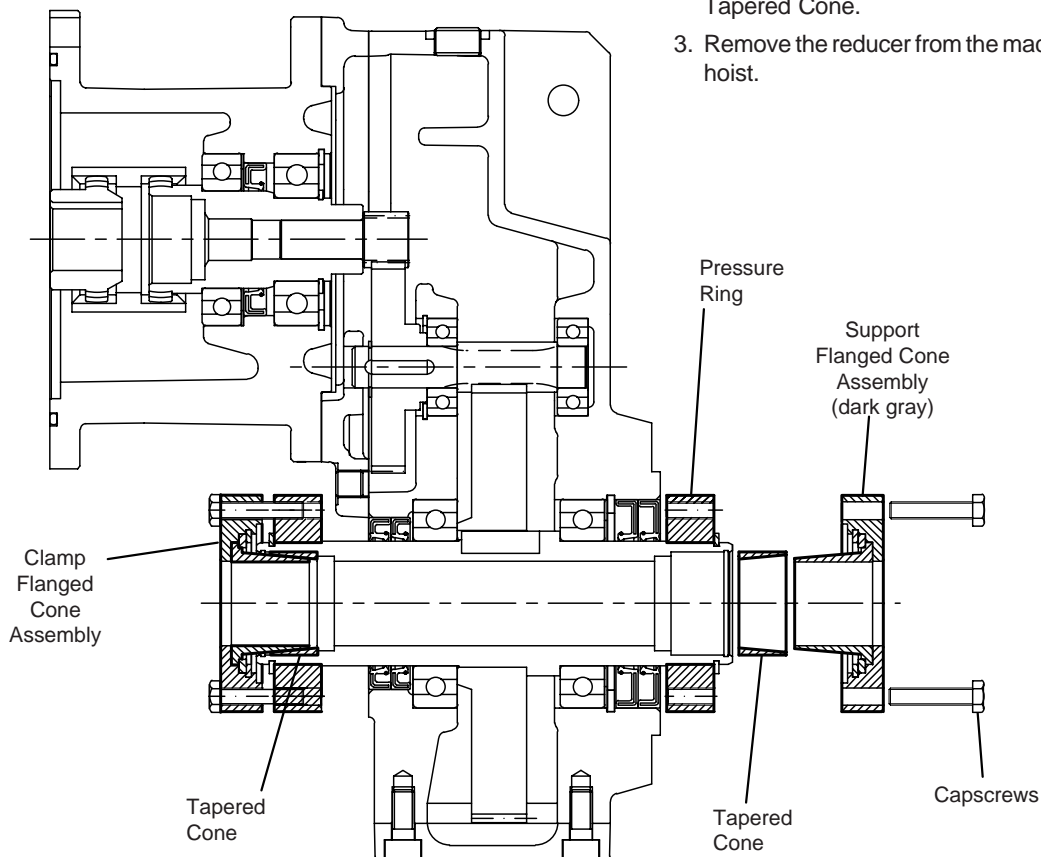 Tapered Cone.
3. Remove the reducer from the
hoist.
Pressure
Ring
Support
Flanged Cone
Assembly
(dark gray)
Clamp
Flanged
Cone
Assembly
Tapered
Cone
Tapered
Cone
Capscrews